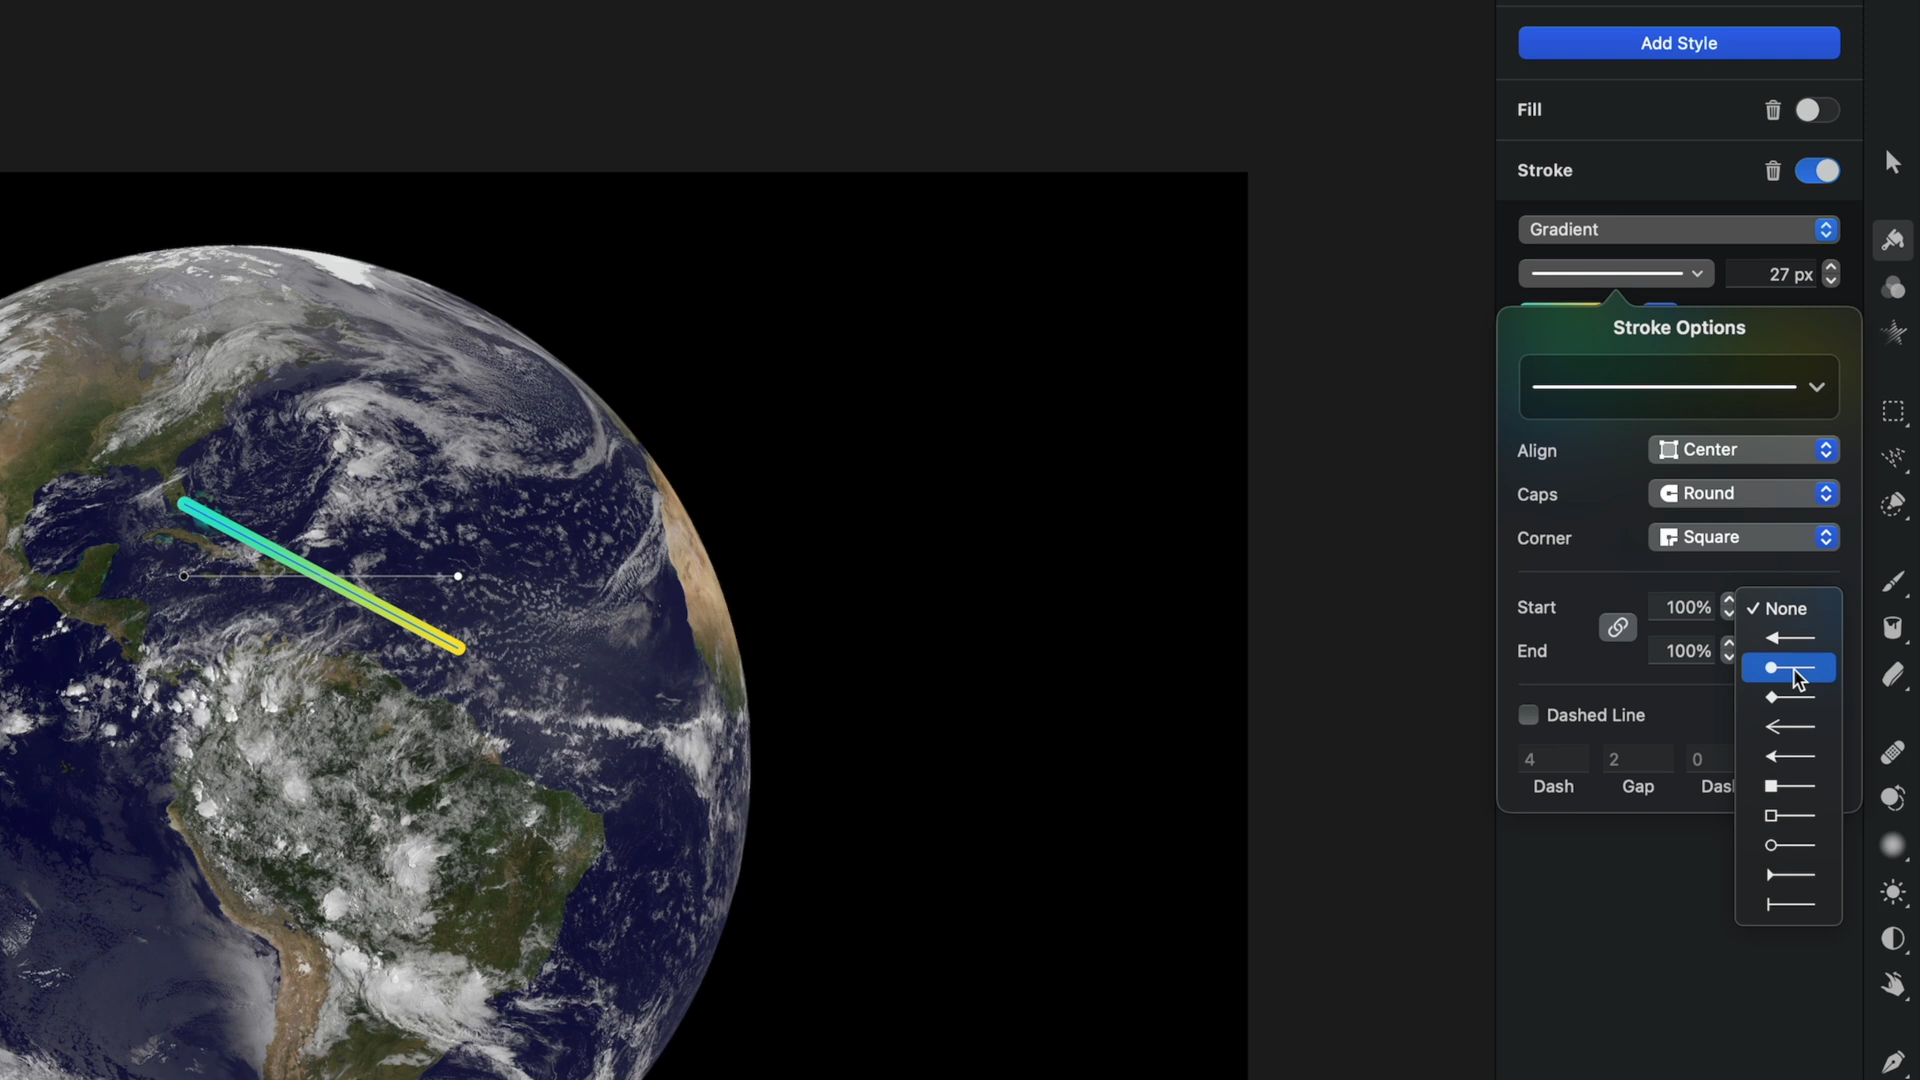 Add Style
Fill
Stroke
Gradient
27 px
Stroke Options
Align Center
Caps Round
Corner Square
Start 100%
None
End 100%
Dashed Line
4 2 0
Dash Gap Das